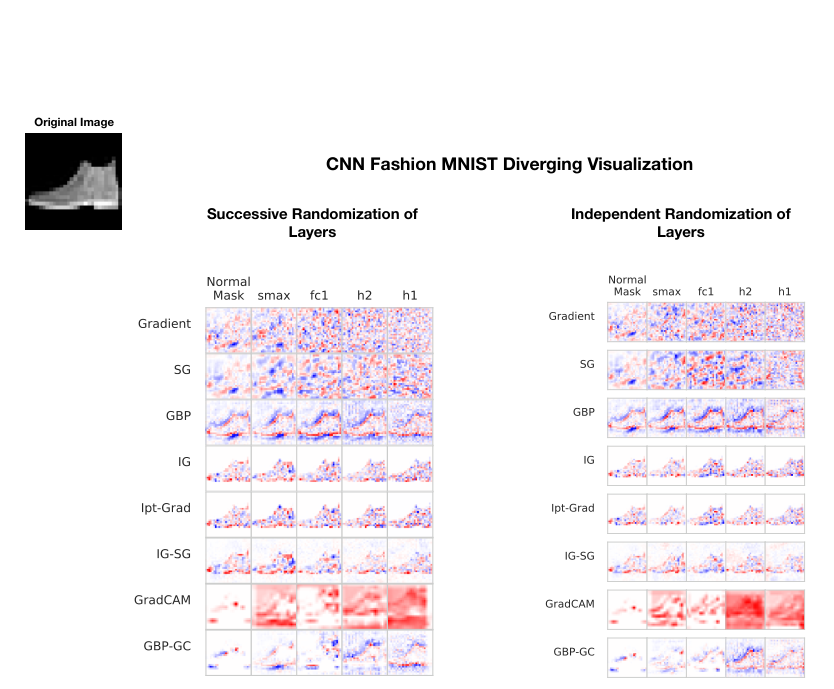 Original Image
CNN Fashion MNIST Diverging Visualization
Successive Randomization of
Layers
Normal
Mask smax fc1 h2 h1
Gradient
SG
GBP
IG
Ipt-Grad
IG-SG
GradCAM
GBP-GC
Independent Randomization of
Layers
Normal
Mask smax fc1 h2 h1
Gradient
SG
GBP
IG
Ipt-Grad
IG-SG
GradCAM
GBP-GC